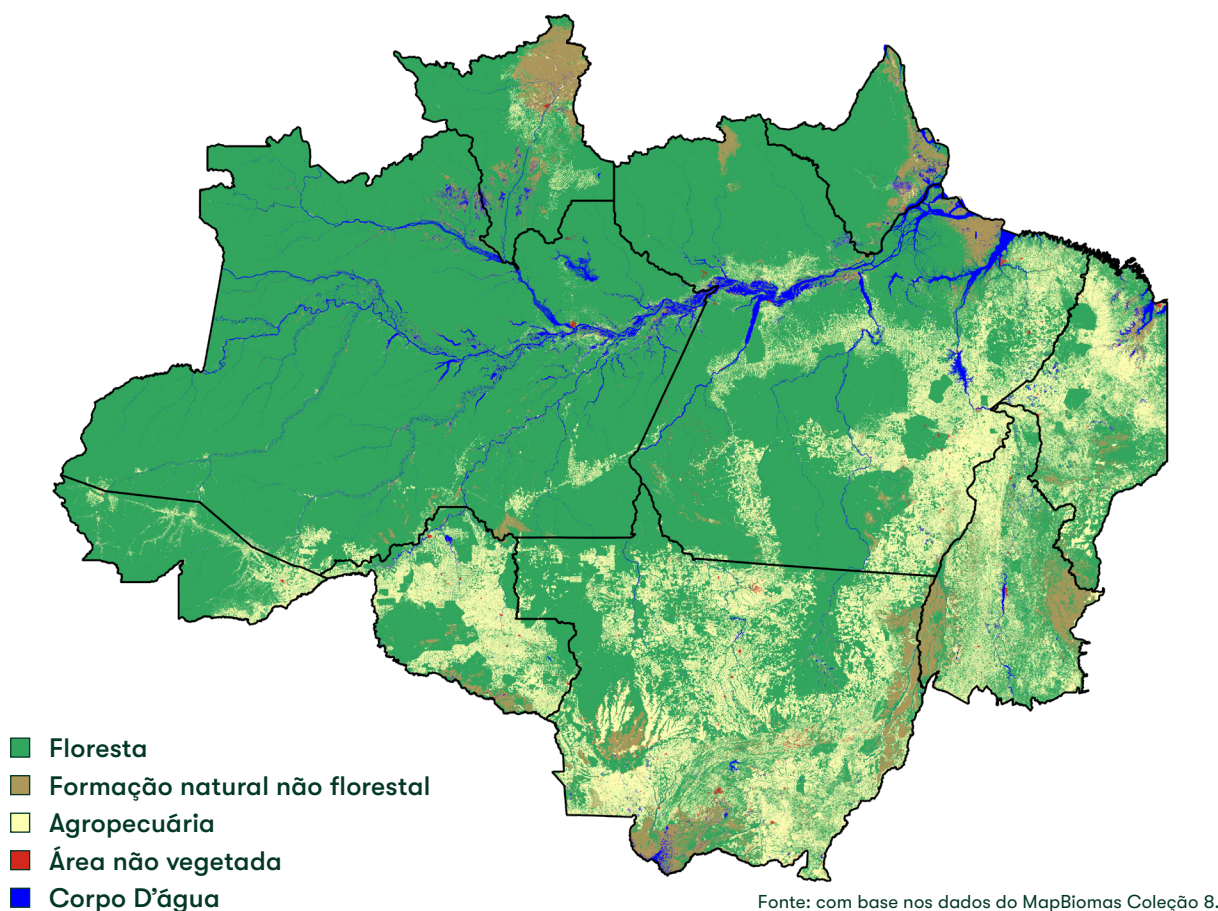 Floresta
Formação natural não florestal
Agropecuária
Área não vegetada
Corpo D’água
Fonte: com base nos dados do MapBiomas Coleção 8.